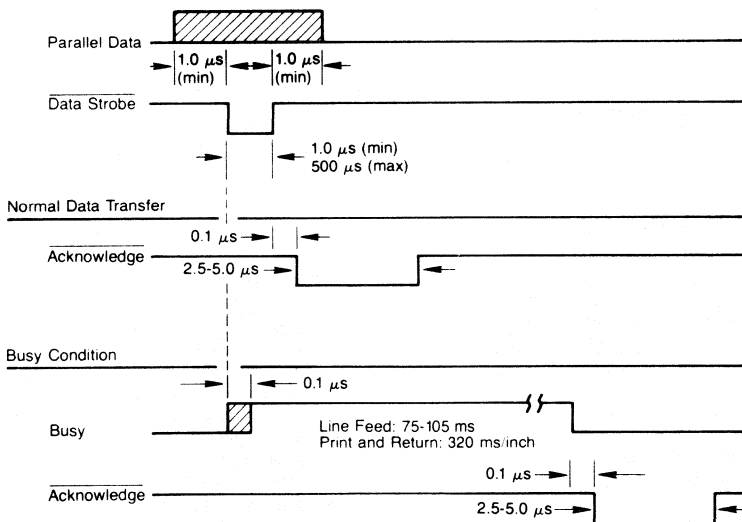 Parallel Data
1.0 μs
(min)
1.0 μs
(min)
Data Strobe
1.0 μs (min)
500 μs (max)
Normal Data Transfer
0.1 μs
Acknowledge
2.5-5.0 μs
Busy Condition
0.1 μs
Busy
Line Feed: 75-105 ms
Print and Return: 320 ms/inch
0.1 μs
Acknowledge
2.5-5.0 μs